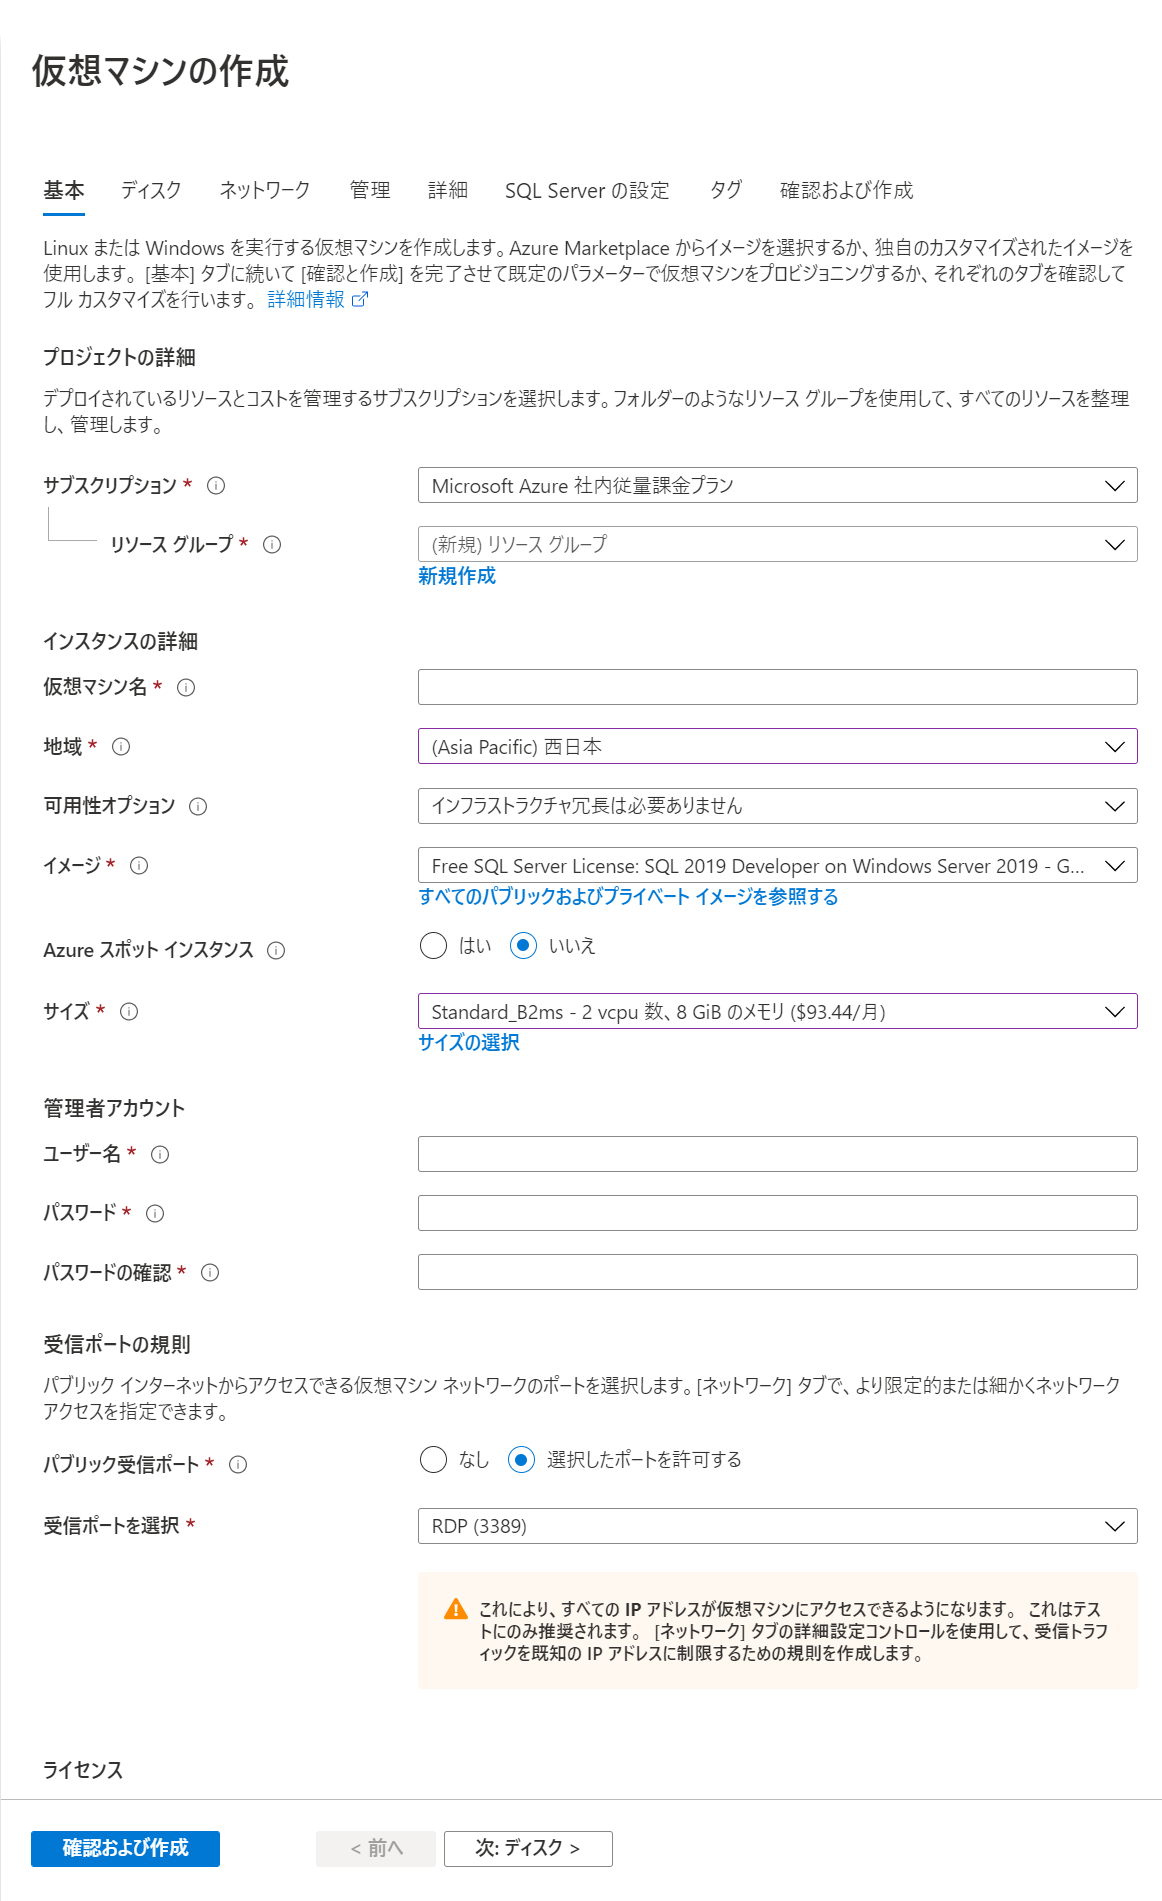 仮想マシンの作成
基本 ディスク ネットワーク 管理 詳細 SQL Server の設定 タグ 確認および作成
Linux または Windows を実行する仮想マシンを作成します。Azure Marketplace からイメージを選択するか、独自のカスタマイズされたイメージを
使用します。[基本] タブに続いて [確認と作成] を完了させて既定のパラメーターで仮想マシンをプロビジョニングするか、それぞれのタブを確認して
フル カスタマイズを行います。 詳細情報
プロジェクトの詳細
デプロイされているリソースとコストを管理するサブスクリプションを選択します。フォルダーのようなリソース グループを使用して、すべてのリソースを整理
し、管理します。
サブスクリプション *
Microsoft Azure 社内従量課金プラン
リソース グループ *
(新規) リソース グループ
新規作成
インスタンスの詳細
仮想マシン名 *
地域 *
(Asia Pacific) 西日本
可用性オプション
インフラストラクチャ冗長は必要ありません
イメージ *
Free SQL Server License: SQL 2019 Developer on Windows Server 2019 - G...
すべてのパブリックおよびプライベート イメージを参照する
Azure スポット インスタンス
はい いいえ
サイズ *
Standard_B2ms - 2 vcpu 数、8 GiB のメモリ ($93.44/月)
サイズの選択
管理者アカウント
ユーザー名 *
パスワード *
パスワードの確認 *
受信ポートの規則
パブリック インターネットからアクセスできる仮想マシン ネットワークのポートを選択します。[ネットワーク] タブで、より限定的または細かくネットワーク
アクセスを指定できます。
パブリック受信ポート *
なし 選択したポートを許可する
受信ポートを選択 *
RDP (3389)
これにより、すべての IP アドレスが仮想マシンにアクセスできるようになります。 これはテス
トにのみ推奨されます。 [ネットワーク] タブの詳細設定コントロールを使用して、受信トラフ
ィックを既知の IP アドレスに制限するための規則を作成します。
ライセンス
確認および作成 < 前へ 次: ディスク >